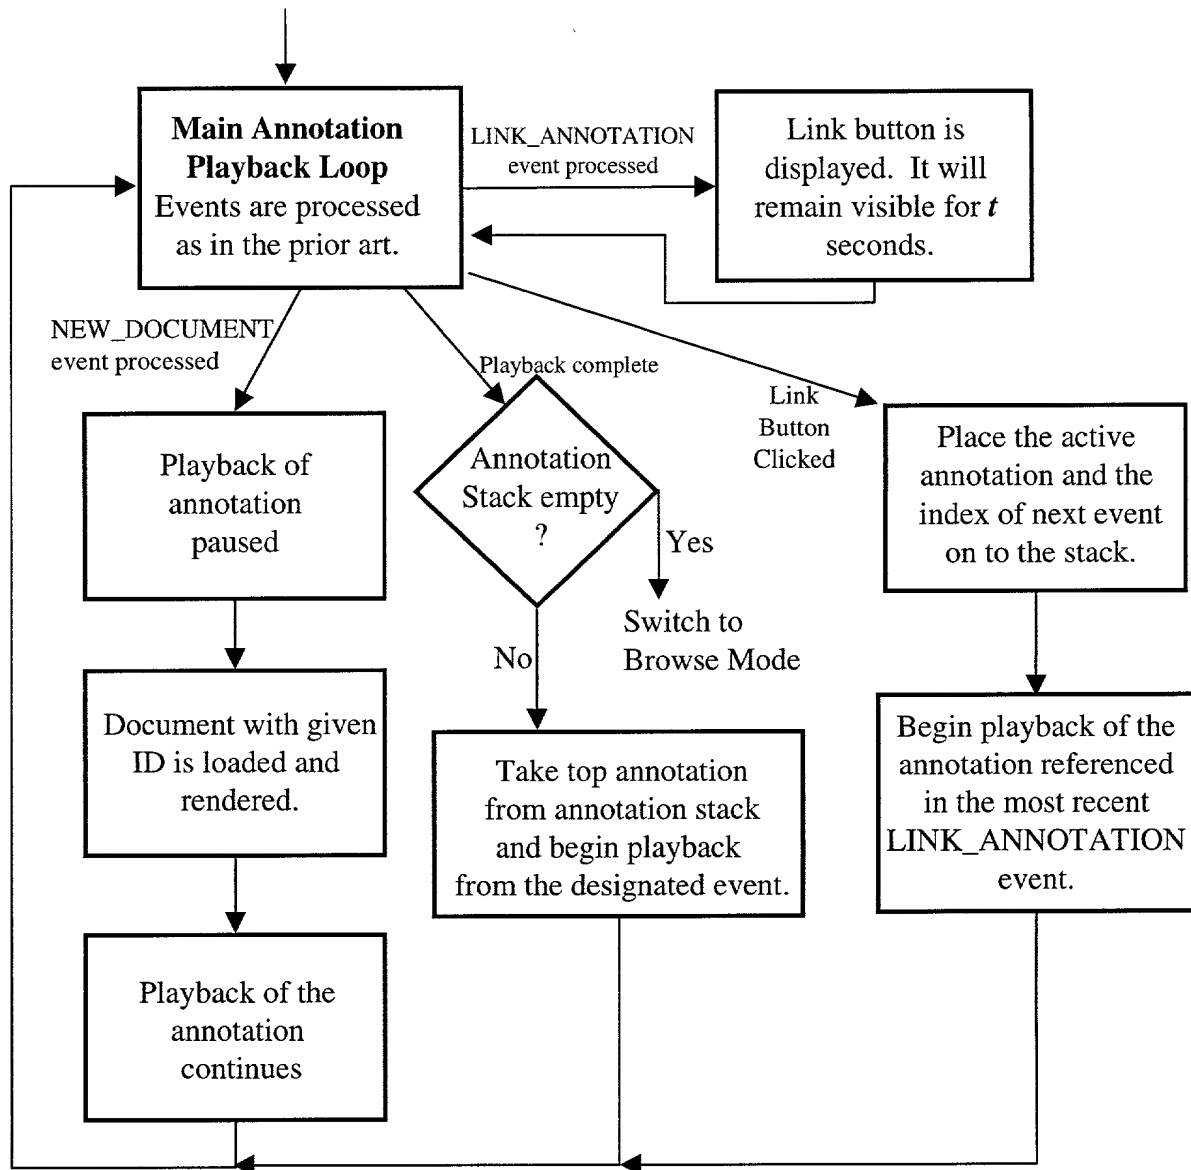 Main Annotation
Playback Loop
Events are processed
as in the prior art.
LINK_ANNOTATION
event processed
Link button is
displayed. It will
remain visible for t
seconds.
NEW_DOCUMENT
event processed
Playback complete
Link
Button
Clicked
Playback of
annotation
paused
Annotation
Stack empty
?
Yes
No
Switch to
Browse Mode
Place the active
annotation and the
index of next event
on to the stack.
Document with given
ID is loaded and
rendered.
Take top annotation
from annotation stack
and begin playback
from the designated event.
Begin playback of the
annotation referenced
in the most recent
LINK_ANNOTATION
event.
Playback of the
annotation
continues